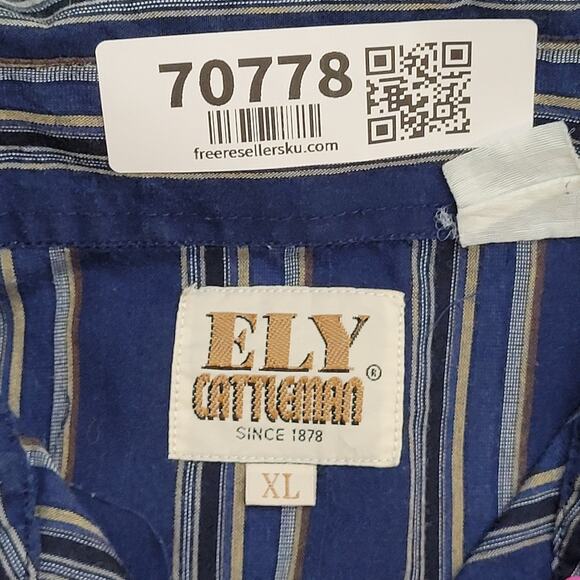 70778
freeresellersku.com
ELY
CATTLEMAN ®
SINCE 1878
XL